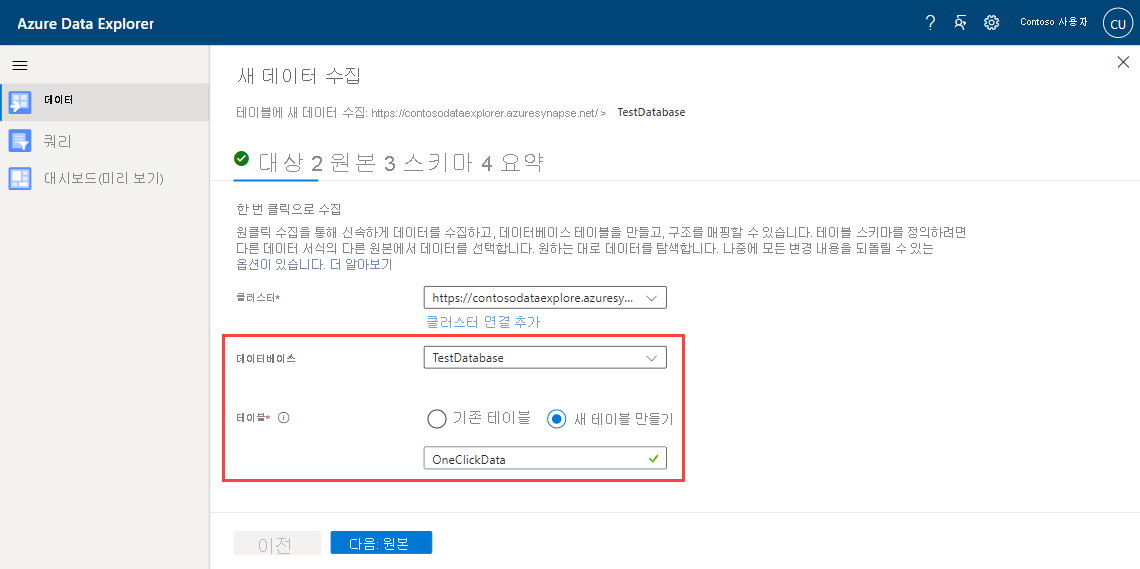 Azure Data Explorer
Contoso 사용자
CU
새 데이터 수집
데이터
테이블에 새 데이터 수집: https://contosodataexplorer.azuresynapse.net/ > TestDatabase
쿼리
대상 2 원본 3 스키마 4 요약
대시보드(미리 보기)
한 번 클릭으로 수집
원클릭 수집을 통해 신속하게 데이터를 수집하고, 데이터베이스 테이블을 만들고, 구조를 매핑할 수 있습니다. 테이블 스키마를 정의하려면
다른 데이터 서식의 다른 원본에서 데이터를 선택합니다. 원하는 대로 데이터를 탐색합니다. 나중에 모든 변경 내용을 되돌릴 수 있는
옵션이 있습니다. 더 알아보기
클러스터* https://contosodataexplore.azuresy...
클러스터 연결 추가
데이터베이스 TestDatabase
테이블* 기존 테이블 새 테이블 만들기
OneClickData
이전 다음: 원본